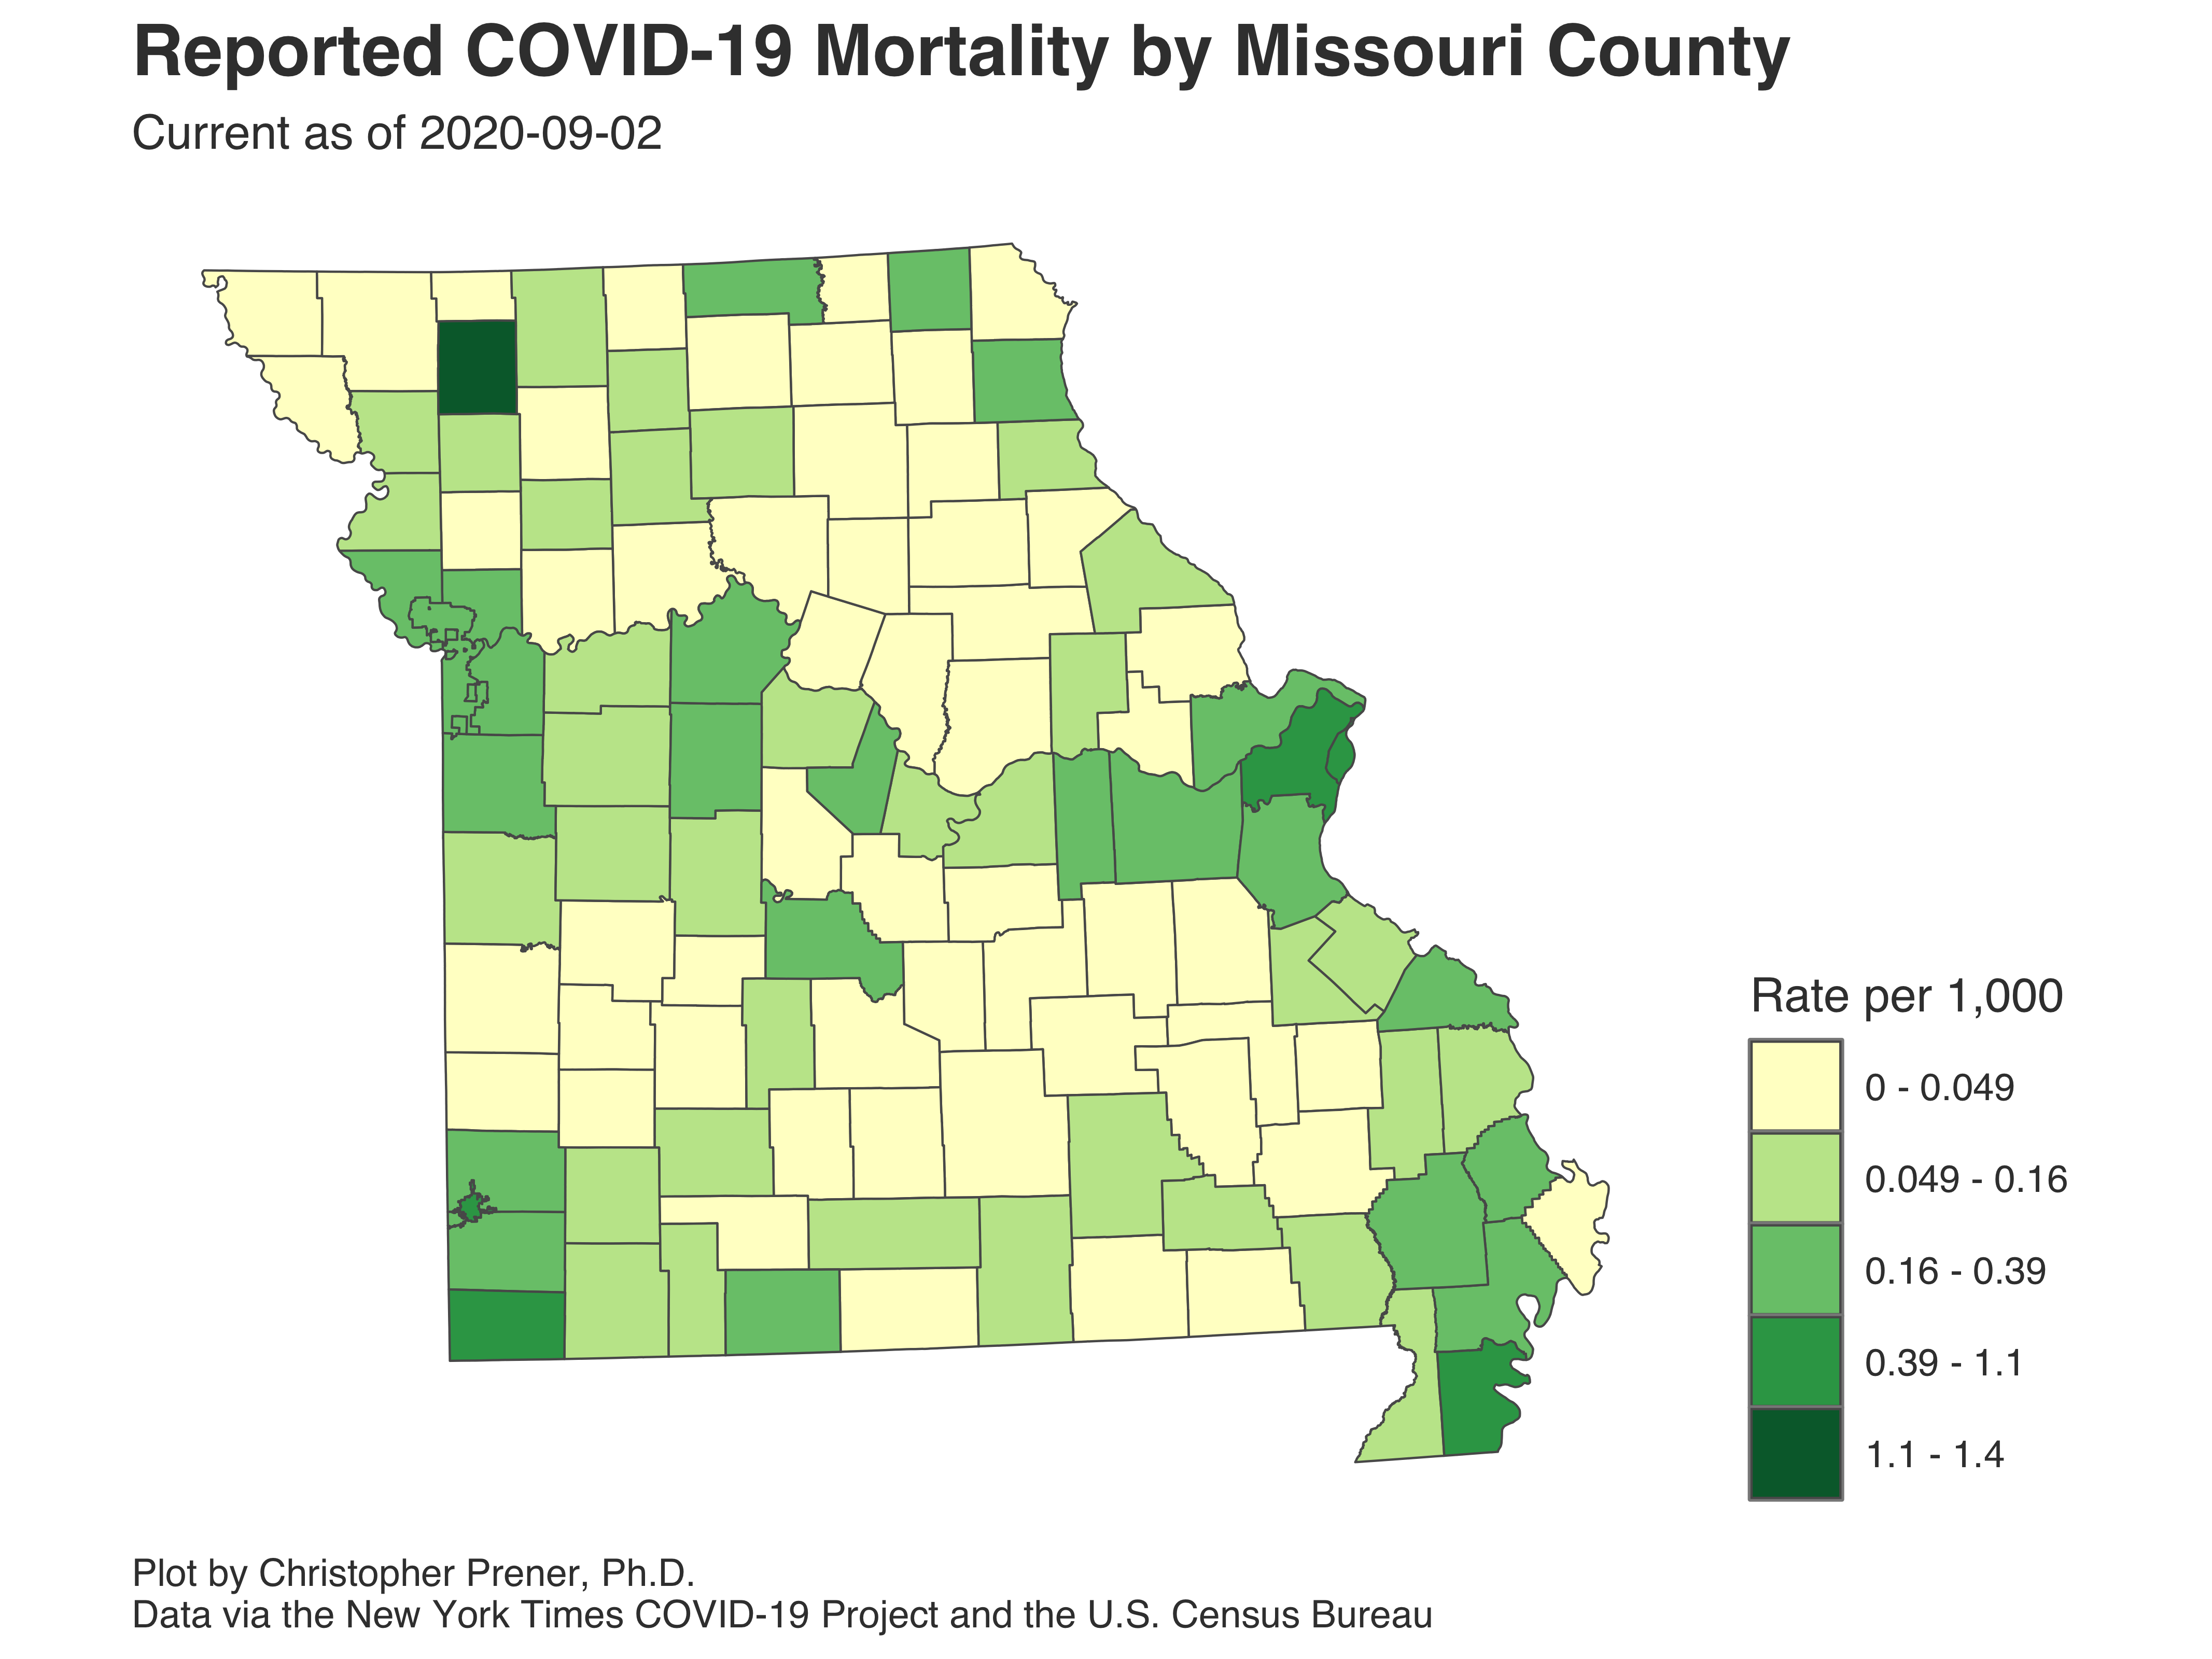 Reported COVID-19 Mortality by Missouri County
Current as of 2020-09-02
Rate per 1,000
0 - 0.049
0.049 - 0.16
0.16 - 0.39
0.39 - 1.1
1.1 - 1.4
Plot by Christopher Prener, Ph.D.
Data via the New York Times COVID-19 Project and the U.S. Census Bureau